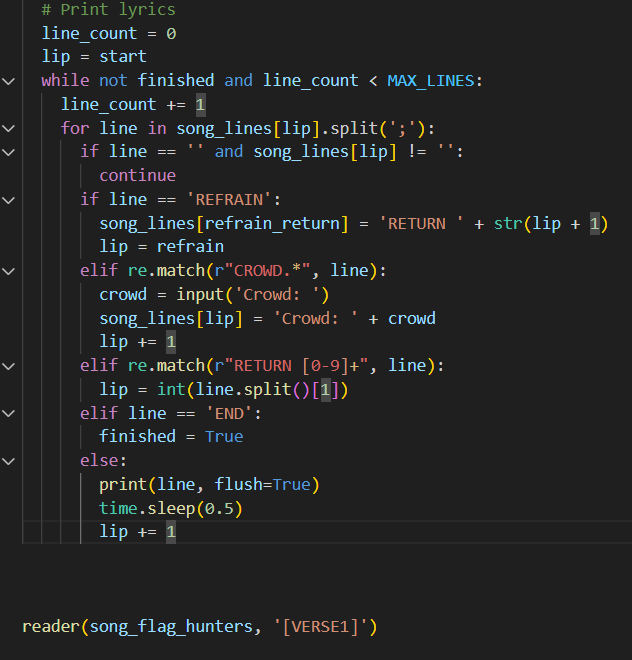 # Print lyrics
line_count = 0
lip = start
while not finished and line_count < MAX_LINES:
line_count += 1
for line in song_lines[lip].split(';'):
if line == '' and song_lines[lip] != '':
continue
if line == 'REFRAIN':
song_lines[refrain_return] = 'RETURN ' + str(lip + 1)
lip = refrain
elif re.match(r"CROWD.*", line):
crowd = input('Crowd: ')
song_lines[lip] = 'Crowd: ' + crowd
lip += 1
elif re.match(r"RETURN [0-9]+", line):
lip = int(line.split()[1])
elif line == 'END':
finished = True
else:
print(line, flush=True)
time.sleep(0.5)
lip += 1
reader(song_flag_hunters, '[VERSE1]')